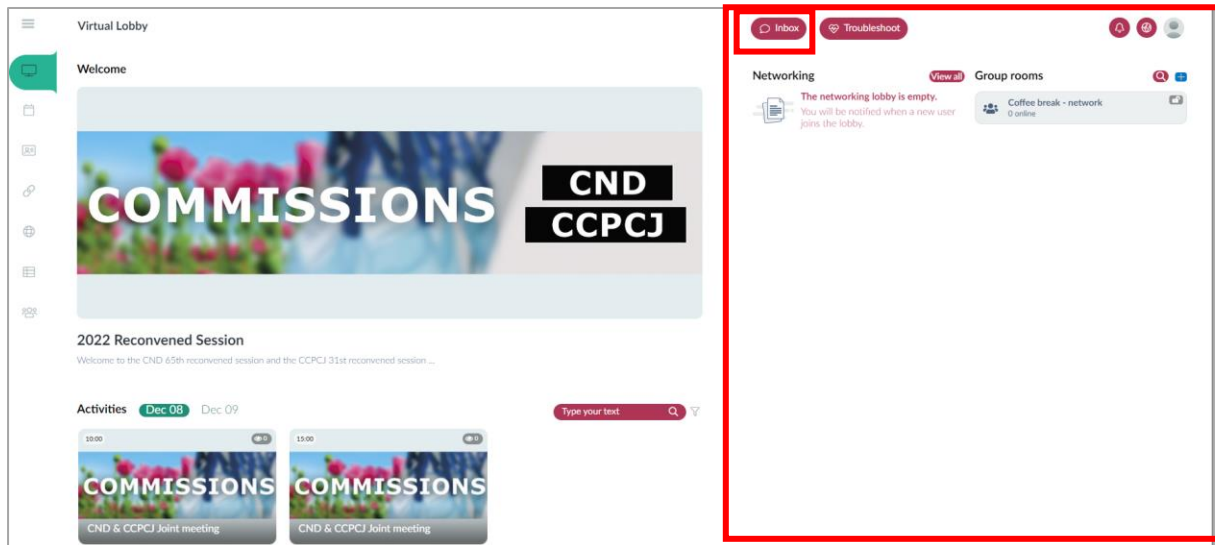 Virtual Lobby
Inbox
Troubleshoot
Welcome
COMMISSIONS
CND
CCPCJ
2022 Reconvened Session
Welcome to the CND 65th reconvened session and the CCPCJ 31st reconvened session ...
Activities Dec 08 Dec 09
Type your text
10:00 0
COMMISSIONS
CND & CCPCJ Joint meeting
15:00 0
COMMISSIONS
CND & CCPCJ Joint meeting
Networking View all
The networking lobby is empty.
You will be notified when a new user
joins the lobby.
Group rooms
Coffee break - network
0 online